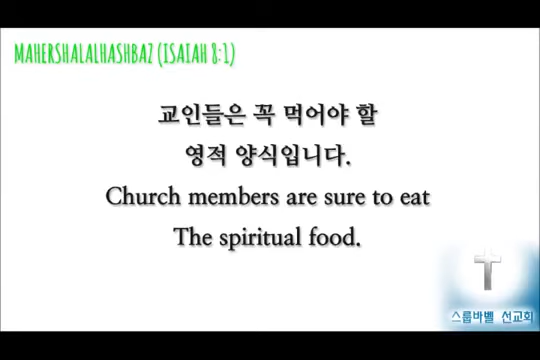 MAHERSHALALHASHBAZ (ISAIAH 8:1)
교인들은 꼭 먹어야 할
영적 양식입니다.
Church members are sure to eat
The spiritual food.
스룹바벨 선교회